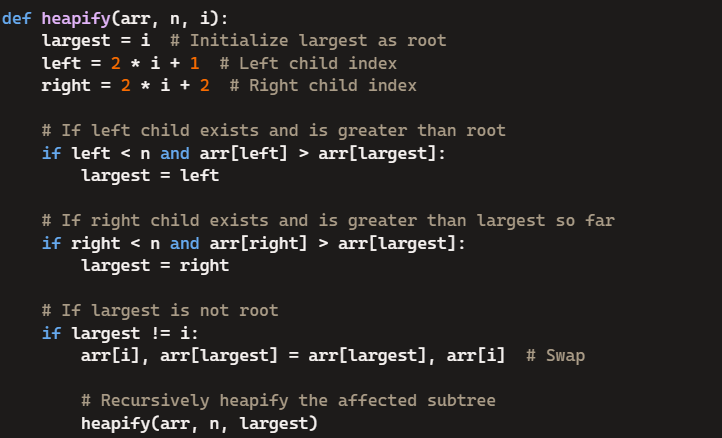 def heapify(arr, n, i):
    largest = i  # Initialize largest as root
    left = 2 * i + 1  # Left child index
    right = 2 * i + 2  # Right child index

    # If left child exists and is greater than root
    if left < n and arr[left] > arr[largest]:
        largest = left

    # If right child exists and is greater than largest so far
    if right < n and arr[right] > arr[largest]:
        largest = right

    # If largest is not root
    if largest != i:
        arr[i], arr[largest] = arr[largest], arr[i]  # Swap

        # Recursively heapify the affected subtree
        heapify(arr, n, largest)